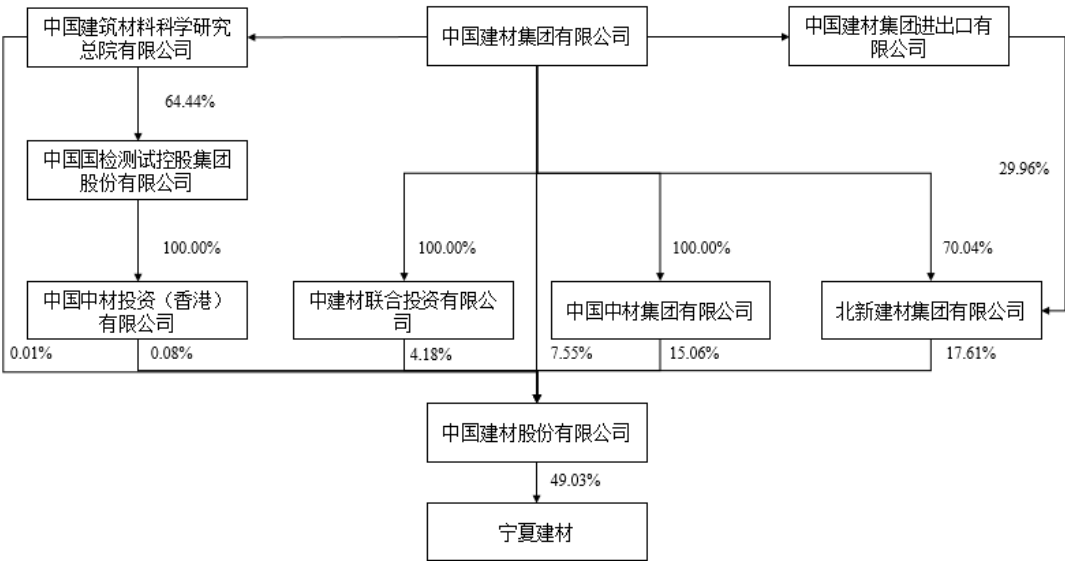 中国建筑材料科学研究
总院有限公司
中国建材集团有限公司
中国建材集团进出口有
限公司
64.44%
中国国检测试控股集团
股份有限公司
29.96%
100.00%
100.00%
100.00%
70.04%
中国中材投资（香港）
有限公司
中建材联合投资有限公
司
中国中材集团有限公司
北新建材集团有限公司
0.01%
0.08%
4.18%
7.55%
15.06%
17.61%
中国建材股份有限公司
49.03%
宁夏建材